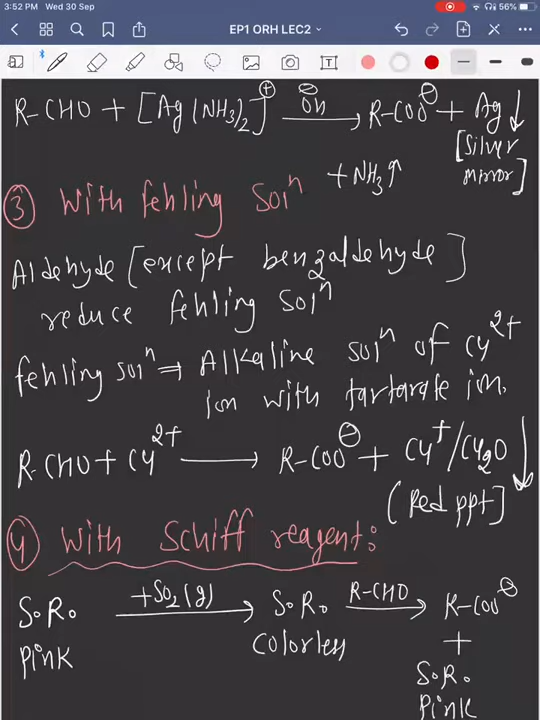 3:52 PM Wed 30 Sep
56%
EP1 ORH LEC2
R-CHO + [Ag(NH3)2]⊕ —⊖OH→ R-COO⊖ + Ag↓
[Silver mirror]
+ NH3↑
③ With fehling Solⁿ
Aldehyde [except benzaldehyde]
reduce fehling Solⁿ
fehling solⁿ ⇒ Alkaline solⁿ of Cu²⁺
Ion with tartarate ion.
R-CHO + Cu²⁺ → R-COO⊖ + Cu⁺/Cu2O ↓
(Red ppt)
④ With Schiff reagent:
S.R. —+SO2(g)→ S.R. —R-CHO→ R-COO⊖
Pink
Colorless
+
S.R.
Pink